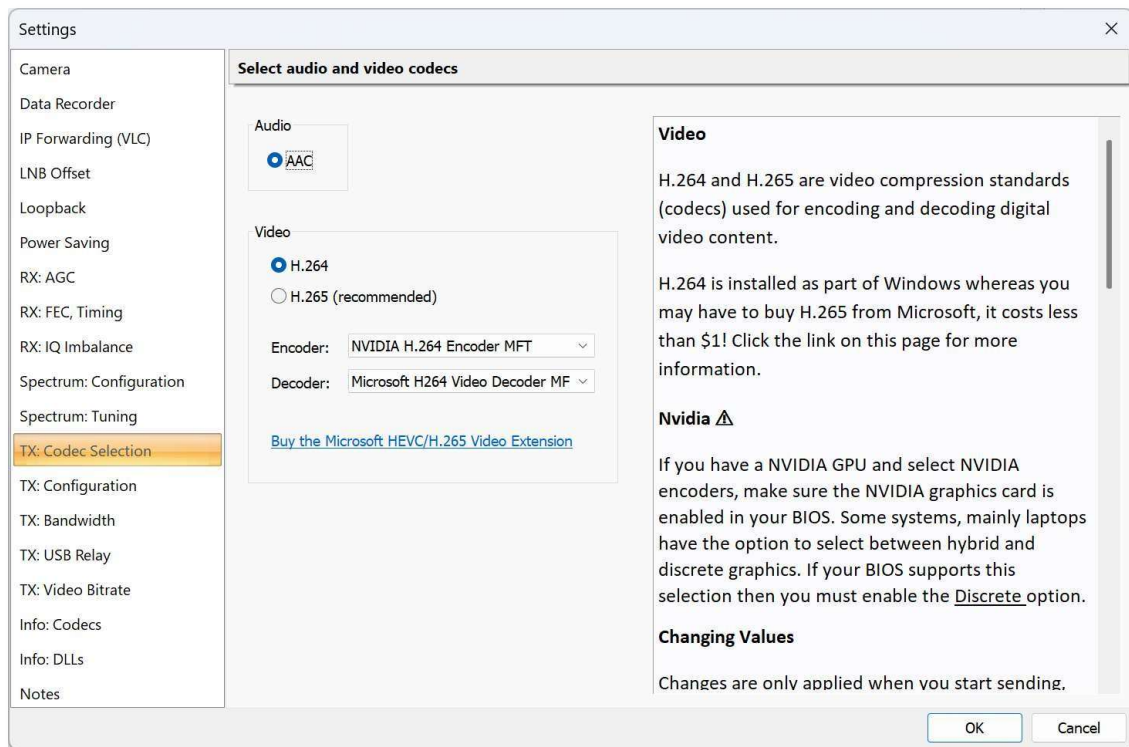 Settings
Camera
Data Recorder
IP Forwarding (VLC)
LNB Offset
Loopback
Power Saving
RX: AGC
RX: FEC, Timing
RX: IQ Imbalance
Spectrum: Configuration
Spectrum: Tuning
TX: Codec Selection
TX: Configuration
TX: Bandwidth
TX: USB Relay
TX: Video Bitrate
Info: Codecs
Info: DLLs
Notes
Select audio and video codecs
Audio
AAC
Video
H.264
H.265 (recommended)
Encoder: NVIDIA H.264 Encoder MFT
Decoder: Microsoft H264 Video Decoder MF
Buy the Microsoft HEVC/H.265 Video Extension
Video
H.264 and H.265 are video compression standards
(codecs) used for encoding and decoding digital
video content.
H.264 is installed as part of Windows whereas you
may have to buy H.265 from Microsoft, it costs less
than $1! Click the link on this page for more
information.
Nvidia ⚠
If you have a NVIDIA GPU and select NVIDIA
encoders, make sure the NVIDIA graphics card is
enabled in your BIOS. Some systems, mainly laptops
have the option to select between hybrid and
discrete graphics. If your BIOS supports this
selection then you must enable the Discrete option.
Changing Values
Changes are only applied when you start sending,
OK
Cancel